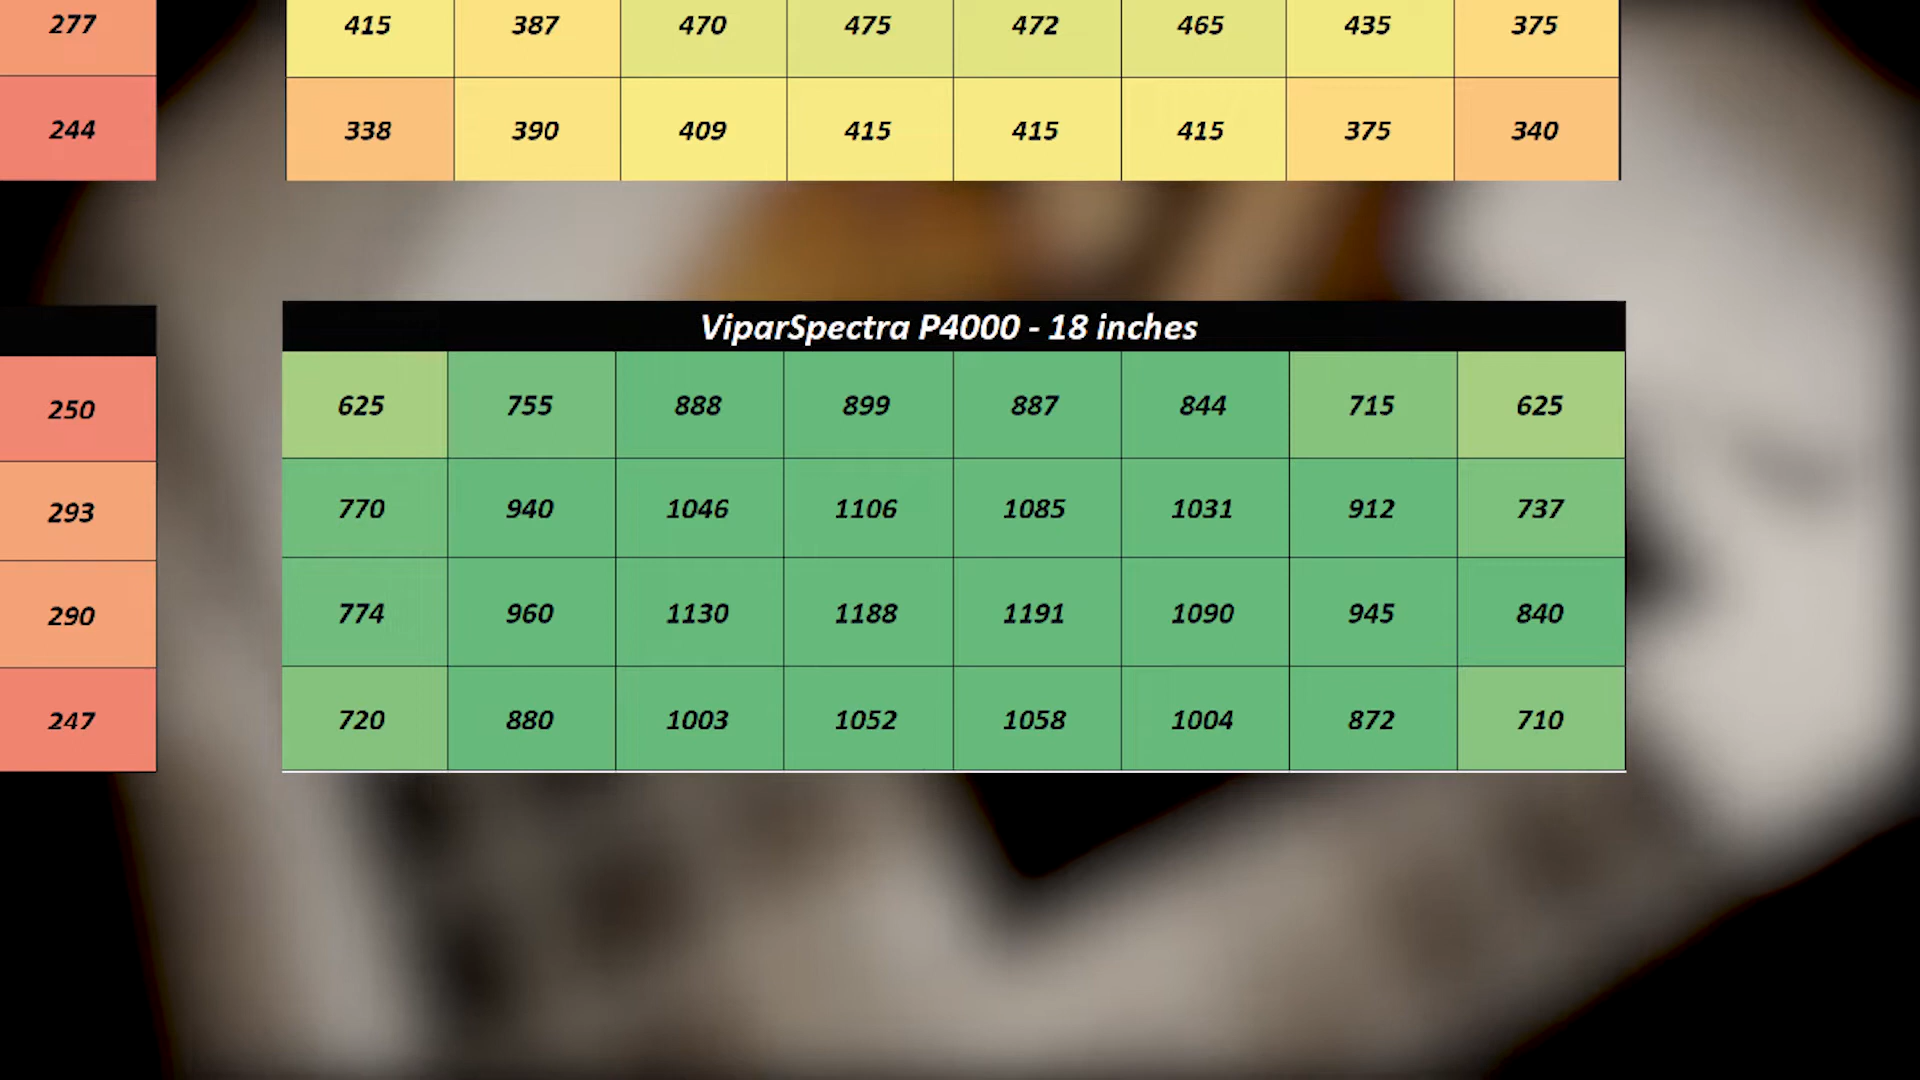 277 415 387 470 475 472 465 435 375
244 338 390 409 415 415 415 375 340
ViparSpectra P4000 - 18 inches
250 625 755 888 899 887 844 715 625
293 770 940 1046 1106 1085 1031 912 737
290 774 960 1130 1188 1191 1090 945 840
247 720 880 1003 1052 1058 1004 872 710